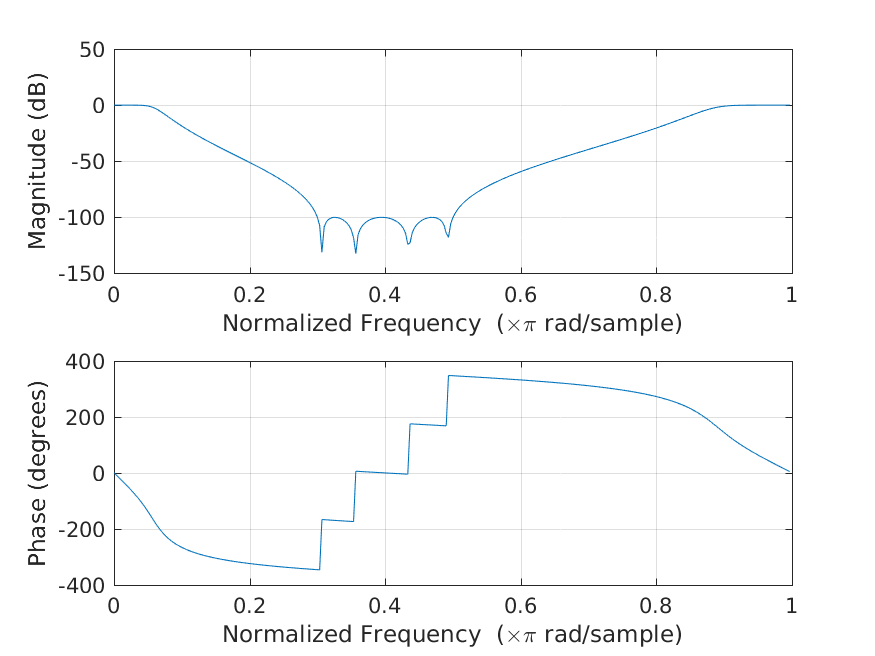 50
0
-50
-100
-150
Magnitude (dB)
0 0.2 0.4 0.6 0.8 1
Normalized Frequency (×π rad/sample)
400
200
0
-200
-400
Phase (degrees)
0 0.2 0.4 0.6 0.8 1
Normalized Frequency (×π rad/sample)